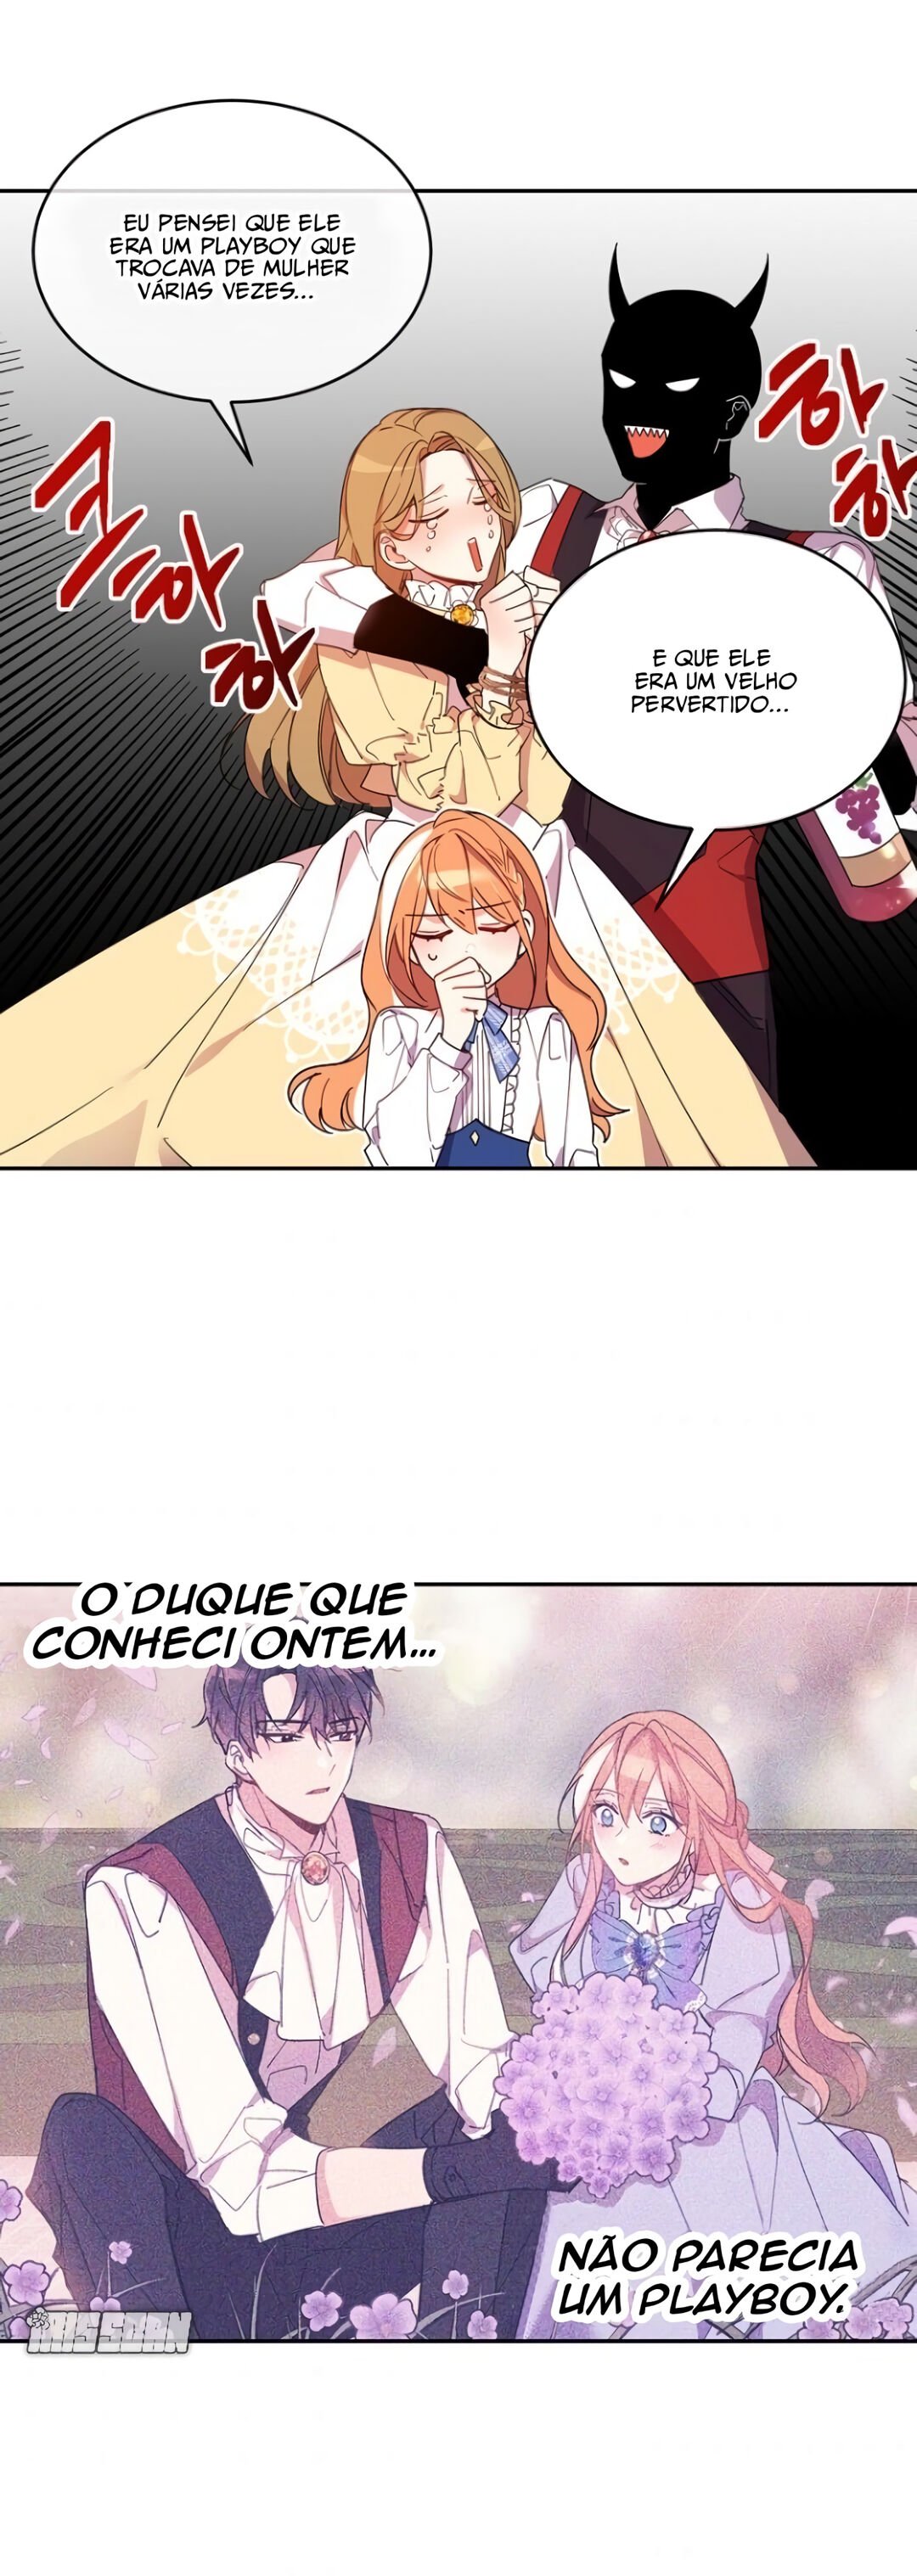 EU PENSEI QUE ELE
ERA UM PLAYBOY QUE
TROCAVA DE MULHER
VÁRIAS VEZES...
하
하
크
하
하
E QUE ELE
ERA UM VELHO
PERVERTIDO...
O DUQUE QUE
CONHECI ONTEM...
NÃO PARECIA
UM PLAYBOY.